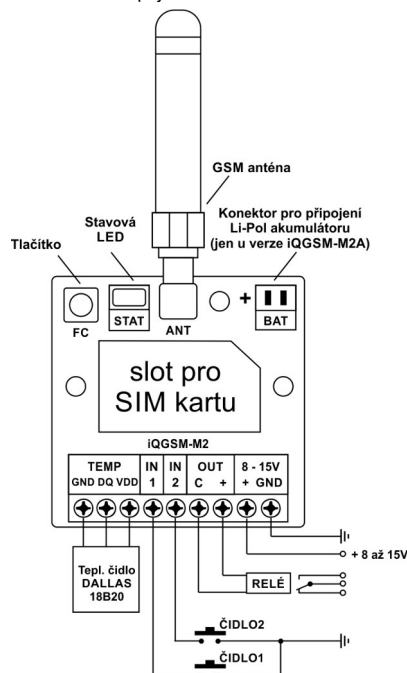 GSM anténa
Konektor pro připojení
Li-Pol akumulátoru
(jen u verze iQGSM-M2A)
Stavová
LED
Tlačítko
FC
STAT
ANT
+
BAT
slot pro
SIM kartu
iQGSM-M2
TEMP IN IN OUT 8 - 15V
GND DQ VDD 1 2 C + + GND
Tepl. čidlo
DALLAS
18B20
+ 8 až 15V
RELÉ
ČIDLO2
ČIDLO1